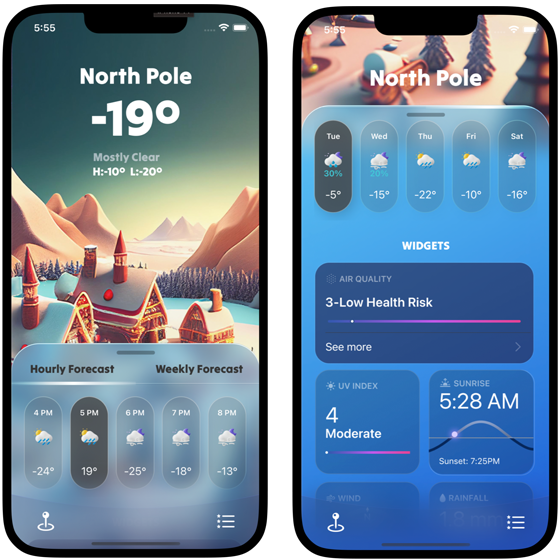 5:55
North Pole
-19°
Mostly Clear
H:-10° L:-20°
Hourly Forecast Weekly Forecast
4 PM 5 PM 6 PM 7 PM 8 PM
-24° 19° -25° -18° -13°
5:55
North Pole
Tue Wed Thu Fri Sat
30% 20%
-5° -15° -22° -10° -16°
WIDGETS
AIR QUALITY
3-Low Health Risk
See more
UV INDEX
4
Moderate
SUNRISE
5:28 AM
Sunset: 7:25PM
WIND RAINFALL
1.8 mm